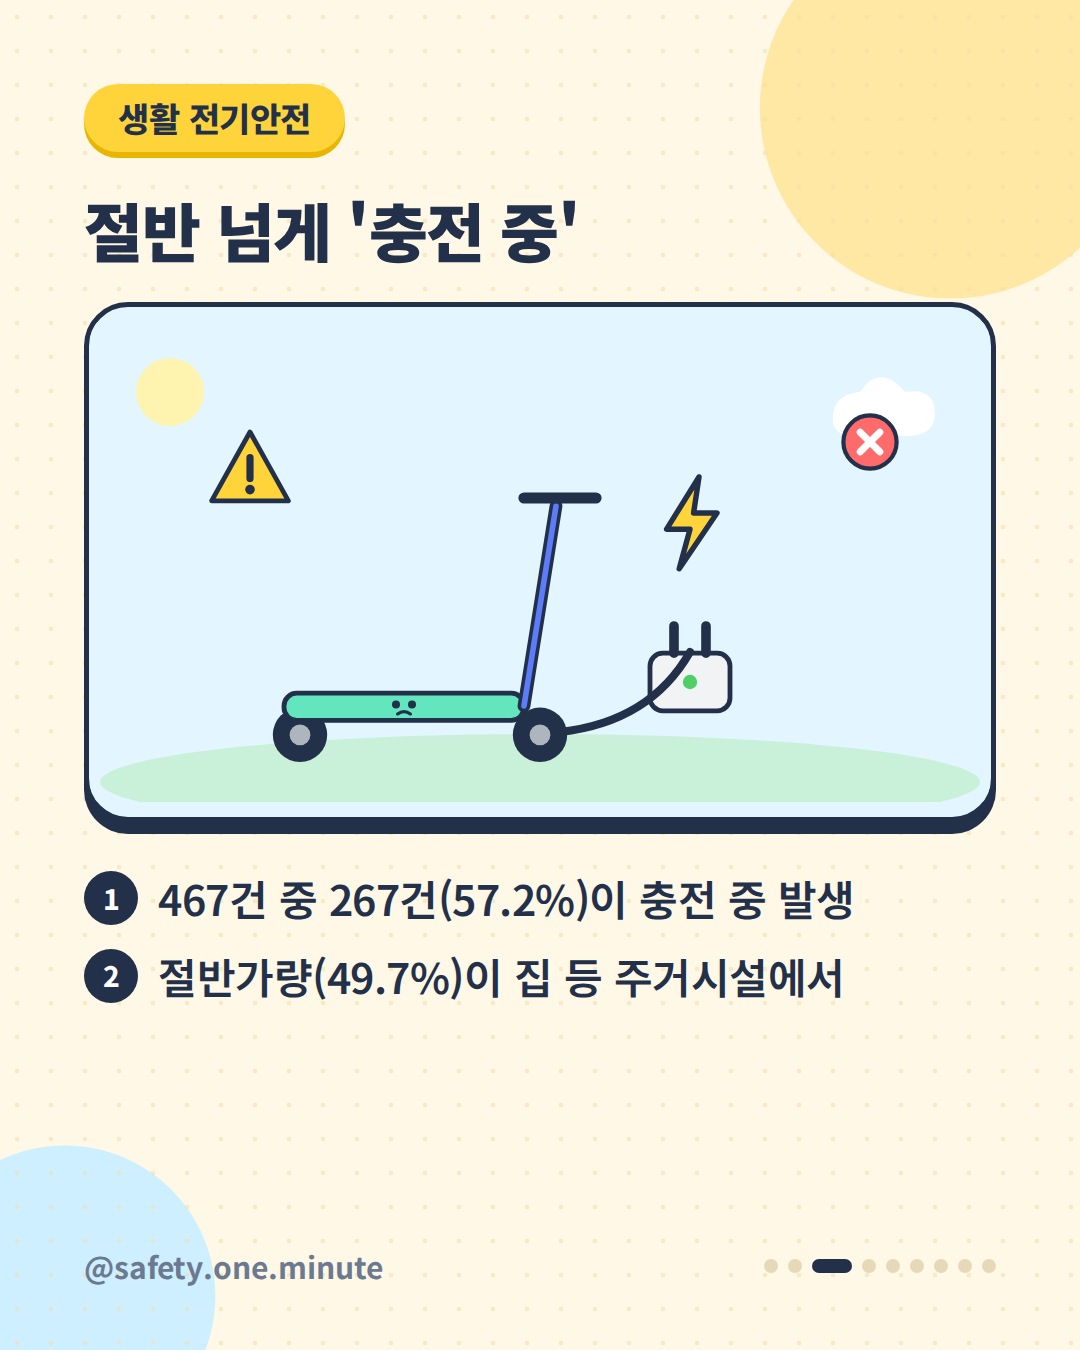 생활 전기안전
절반 넘게 '충전 중'
1 467건 중 267건(57.2%)이 충전 중 발생
2 절반가량(49.7%)이 집 등 주거시설에서
@safety.one.minute